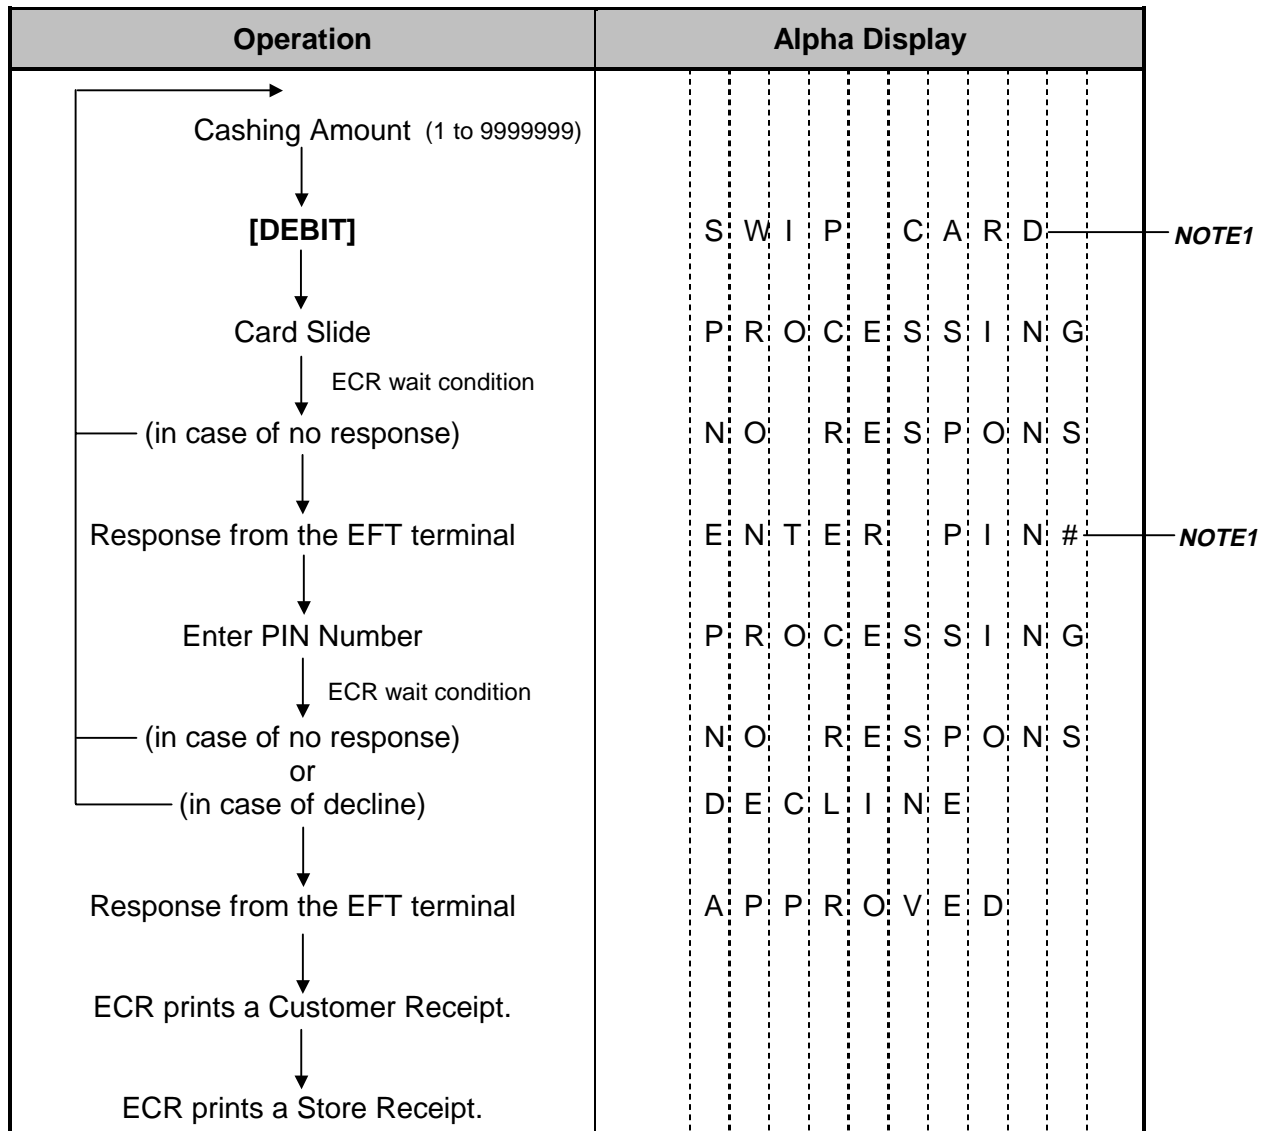 Operation Alpha Display
Cashing Amount (1 to 9999999)
[DEBIT] SWIP CARD NOTE1
Card Slide PROCESSING
ECR wait condition
(in case of no response) NO RESPONS
Response from the EFT terminal ENTER PIN# NOTE1
Enter PIN Number PROCESSING
ECR wait condition
(in case of no response) NO RESPONS
or
(in case of decline) DECLINE
Response from the EFT terminal APPROVED
ECR prints a Customer Receipt.
ECR prints a Store Receipt.